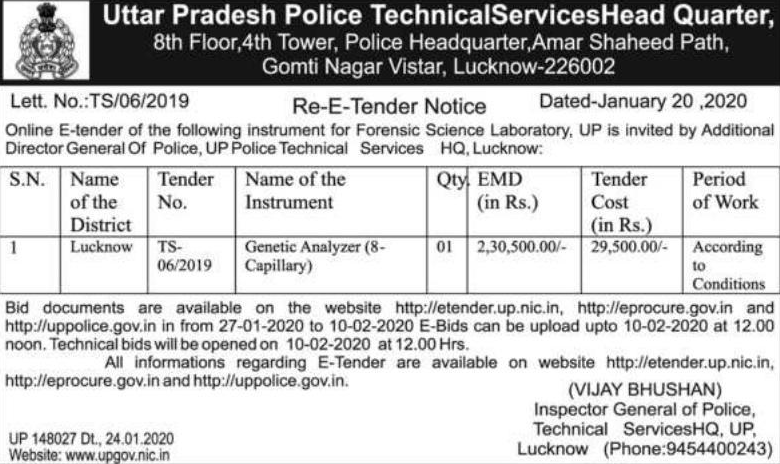 Uttar Pradesh Police TechnicalServicesHead Quarter,
8th Floor,4th Tower, Police Headquarter,Amar Shaheed Path,
Gomti Nagar Vistar, Lucknow-226002
Lett. No.:TS/06/2019 Re-E-Tender Notice Dated-January 20 ,2020
Online E-tender of the following instrument for Forensic Science Laboratory, UP is invited by Additional
Director General Of Police, UP Police Technical Services HQ, Lucknow:
S.N. Name of the District Tender No. Name of the Instrument Qty. EMD (in Rs.) Tender Cost (in Rs.) Period of Work
1 Lucknow TS-06/2019 Genetic Analyzer (8-Capillary) 01 2,30,500.00/- 29,500.00/- According to Conditions
Bid documents are available on the website http://etender.up.nic.in, http://eprocure.gov.in and
http://uppolice.gov.in in from 27-01-2020 to 10-02-2020 E-Bids can be upload upto 10-02-2020 at 12.00
noon. Technical bids will be opened on 10-02-2020 at 12.00 Hrs.
All informations regarding E-Tender are available on website http://etender.up.nic.in,
http://eprocure.gov.in and http://uppolice.gov.in.
(VIJAY BHUSHAN)
Inspector General of Police,
Technical ServicesHQ, UP,
Lucknow (Phone:9454400243)
UP 148027 Dt., 24.01.2020
Website: www.upgov.nic.in